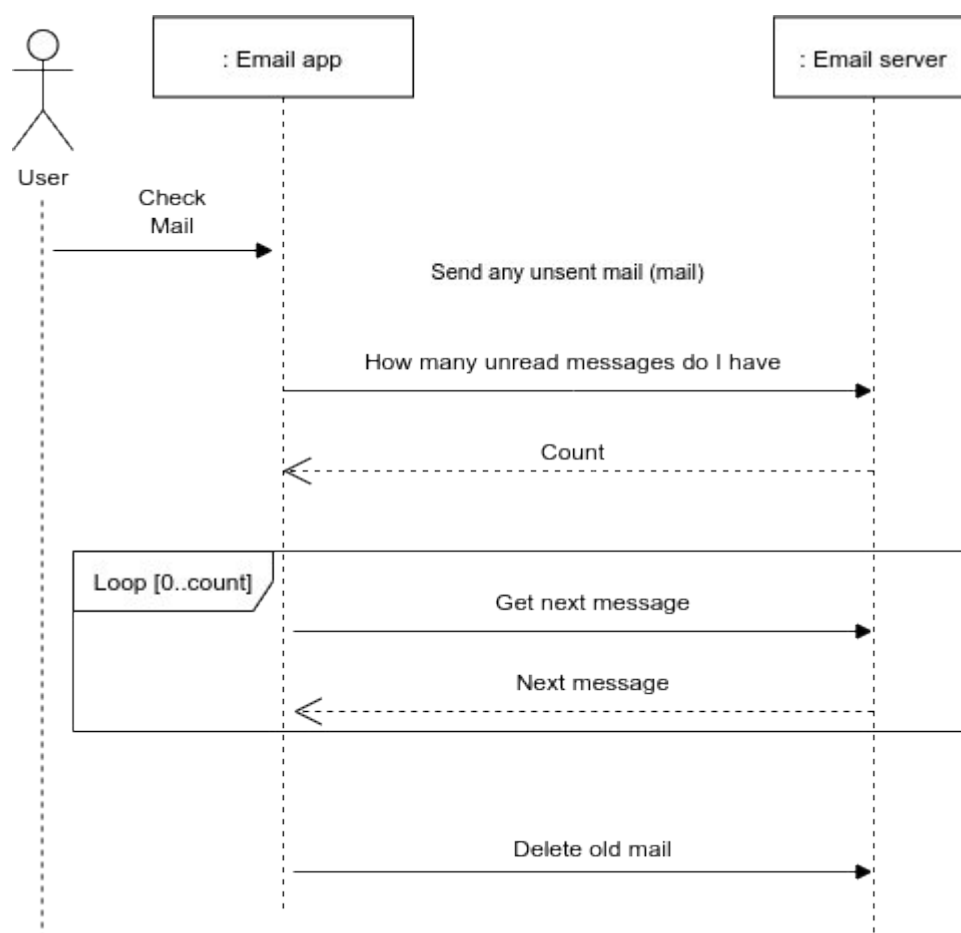 : Email app
: Email server
User
Check
Mail
Send any unsent mail (mail)
How many unread messages do I have
Count
Loop [0..count]
Get next message
Next message
Delete old mail